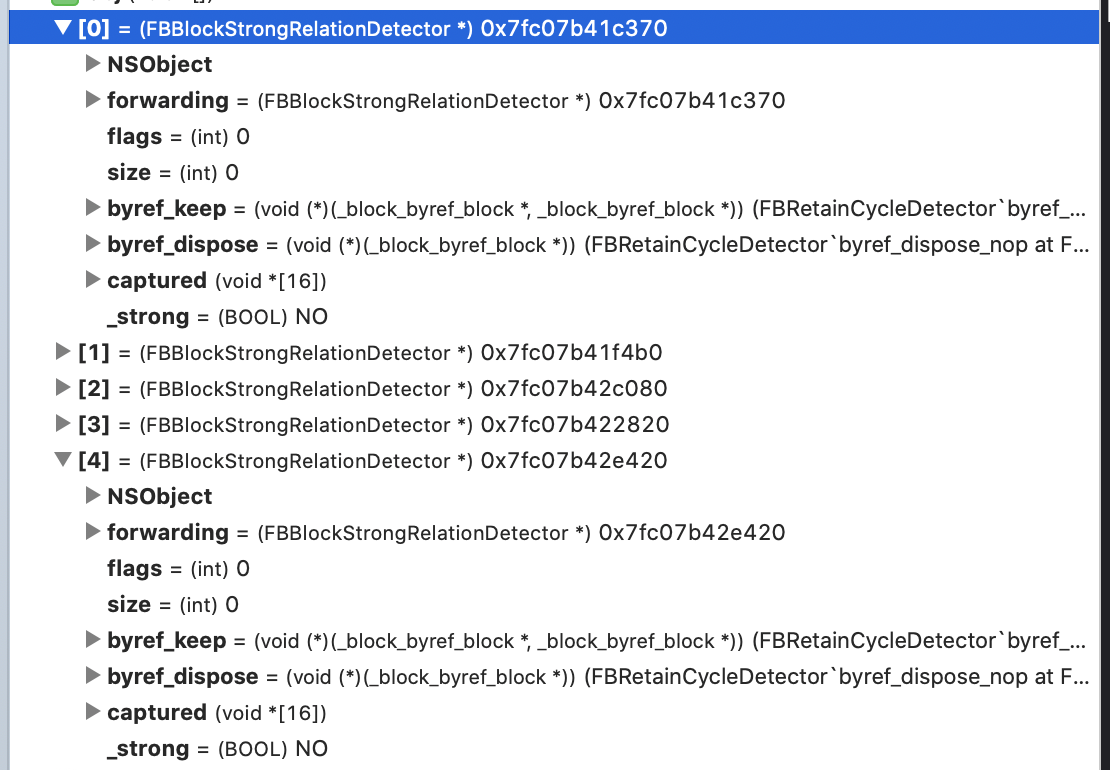 [0] = (FBBlockStrongRelationDetector *) 0x7fc07b41c370
NSObject
forwarding = (FBBlockStrongRelationDetector *) 0x7fc07b41c370
flags = (int) 0
size = (int) 0
byref_keep = (void (*)(_block_byref_block *, _block_byref_block *)) (FBRetainCycleDetector`byref_...
byref_dispose = (void (*)(_block_byref_block *)) (FBRetainCycleDetector`byref_dispose_nop at F...
captured (void *[16])
_strong = (BOOL) NO
[1] = (FBBlockStrongRelationDetector *) 0x7fc07b41f4b0
[2] = (FBBlockStrongRelationDetector *) 0x7fc07b42c080
[3] = (FBBlockStrongRelationDetector *) 0x7fc07b422820
[4] = (FBBlockStrongRelationDetector *) 0x7fc07b42e420
NSObject
forwarding = (FBBlockStrongRelationDetector *) 0x7fc07b42e420
flags = (int) 0
size = (int) 0
byref_keep = (void (*)(_block_byref_block *, _block_byref_block *)) (FBRetainCycleDetector`byref_...
byref_dispose = (void (*)(_block_byref_block *)) (FBRetainCycleDetector`byref_dispose_nop at F...
captured (void *[16])
_strong = (BOOL) NO